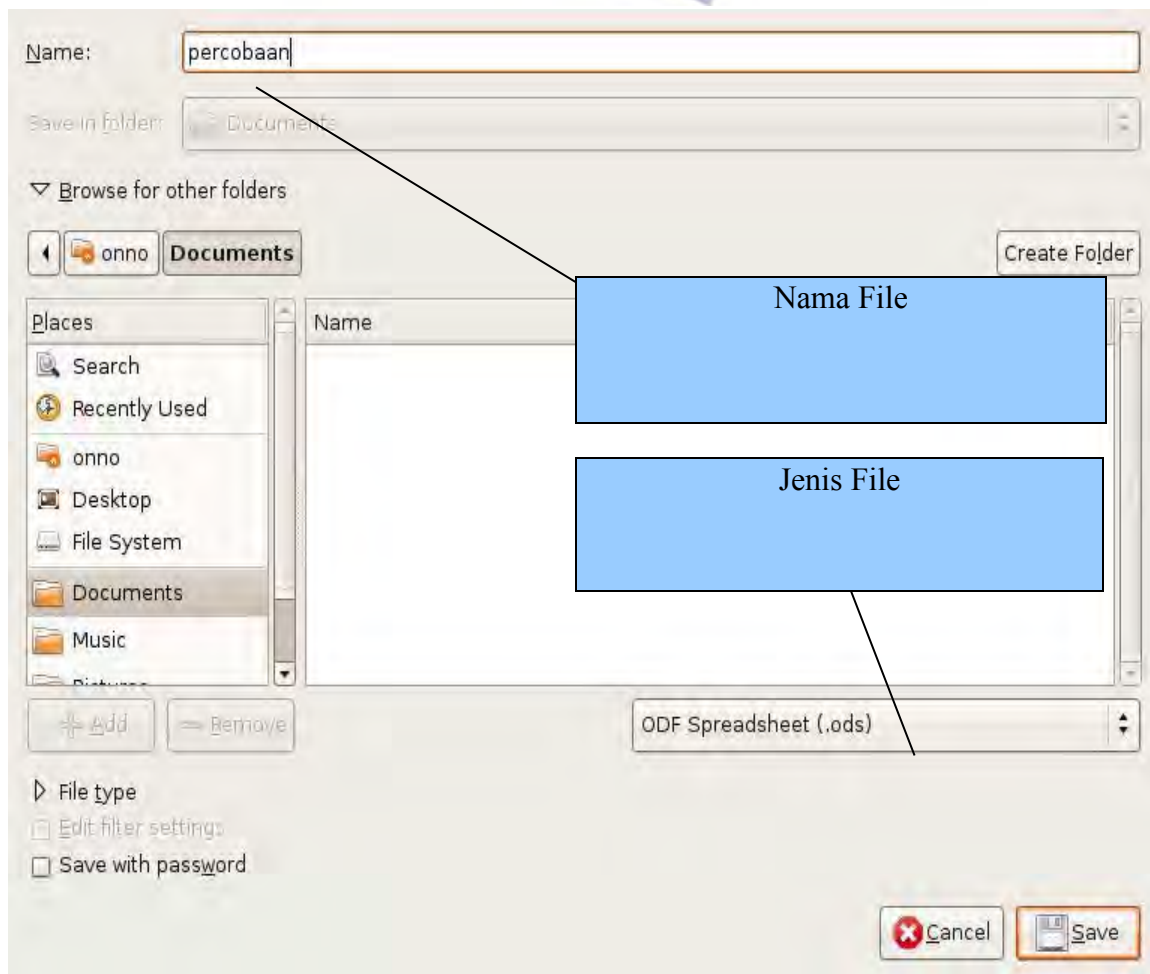 Name: percobaan
Save in folder: Documents
Browse for other folders
onno Documents Create Folder
Nama File
Places Name
Search
Recently Used
Jenis File
onno
Desktop
File System
Documents
Music
Pictures
Add Remove ODF Spreadsheet (.ods)
File type
Edit filter settings
Save with password
Cancel Save